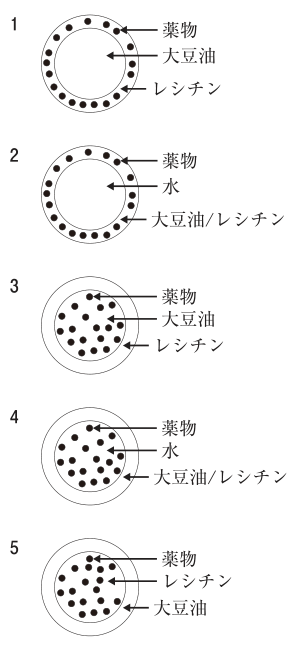 1
薬物
大豆油
レシチン
2
薬物
水
大豆油/レシチン
3
薬物
大豆油
レシチン
4
薬物
水
大豆油/レシチン
5
薬物
レシチン
大豆油